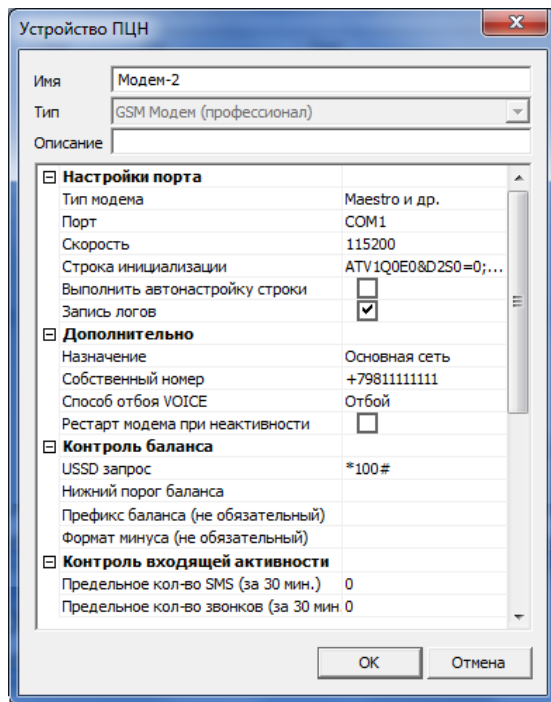 Устройство ПЦН
Имя Модем-2
Тип GSM Модем (профессионал)
Описание
Настройки порта
Тип модема Maestro и др.
Порт COM1
Скорость 115200
Строка инициализации ATV1Q0E0&D2S0=0;...
Выполнить автонастройку строки
Запись логов
Дополнительно
Назначение Основная сеть
Собственный номер +79811111111
Способ отбоя VOICE Отбой
Рестарт модема при неактивности
Контроль баланса
USSD запрос *100#
Нижний порог баланса
Префикс баланса (не обязательный)
Формат минуса (не обязательный)
Контроль входящей активности
Предельное кол-во SMS (за 30 мин.) 0
Предельное кол-во звонков (за 30 мин 0
OK Отмена